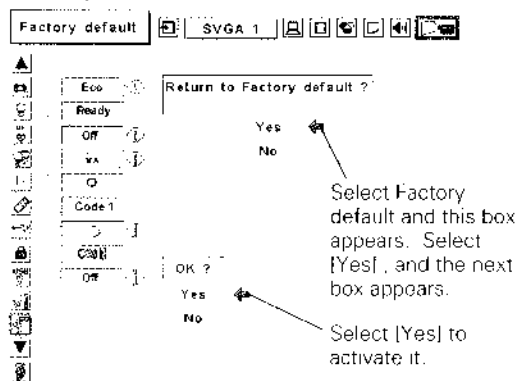 Factory default
SVGA 1
Eco
Return to Factory default ?
Ready
Off
Yes
No
Code 1
Off
Select Factory
default and this box
appears. Select
[Yes[ , and the next
box appears.
OK ?
Yes
No
Select [Yes] to
activate it.